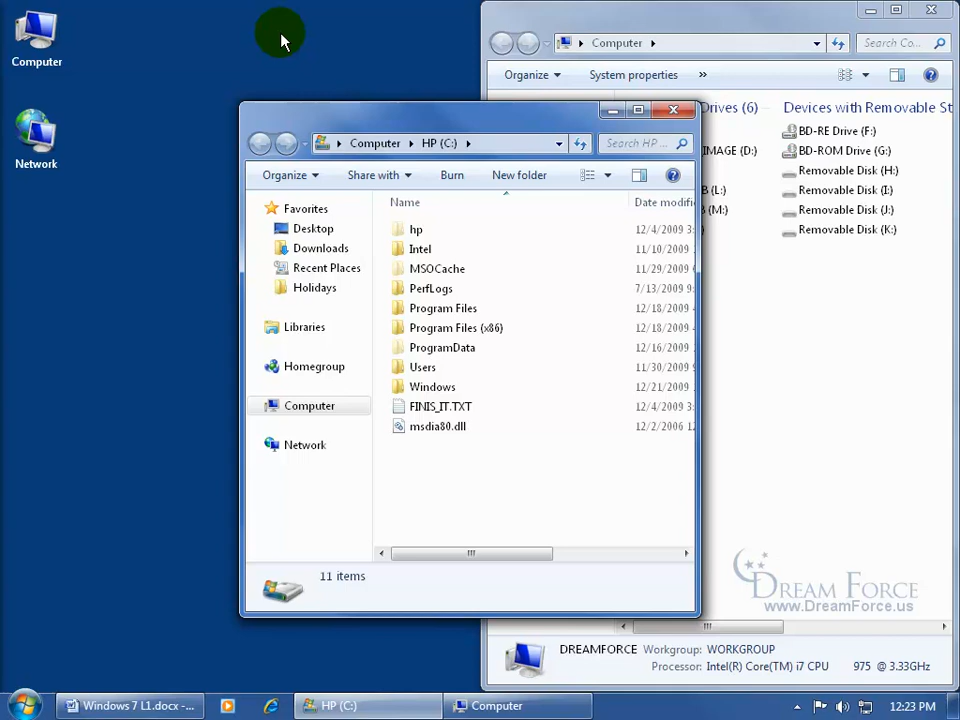 Computer
Network
Computer
Search Co...
Organize
System properties
»
Drives (6)
Devices with Removable St
IMAGE (D:)
(L:)
(M:)
BD-RE Drive (F:)
BD-ROM Drive (G:)
Removable Disk (H:)
Removable Disk (I:)
Removable Disk (J:)
Removable Disk (K:)
Computer
HP (C:)
Search HP ...
Organize
Share with
Burn
New folder
Name
Date modifi
Favorites
Desktop
Downloads
Recent Places
Holidays
Libraries
Homegroup
Computer
Network
hp 12/4/2009 3:
Intel 11/10/2009
MSOCache 11/29/2009
PerfLogs 7/13/2009 9:
Program Files 12/18/2009
Program Files (x86) 12/18/2009
ProgramData 12/16/2009
Users 11/30/2009
Windows 12/21/2009
FINIS_IT.TXT 12/4/2009 3:
msdia80.dll 12/2/2006 12
11 items
DREAM FORCE
www.DreamForce.us
DREAMFORCE Workgroup: WORKGROUP
Processor: Intel(R) Core(TM) i7 CPU 975 @ 3.33GHz
Windows 7 L1.docx -...
HP (C:)
Computer
12:23 PM